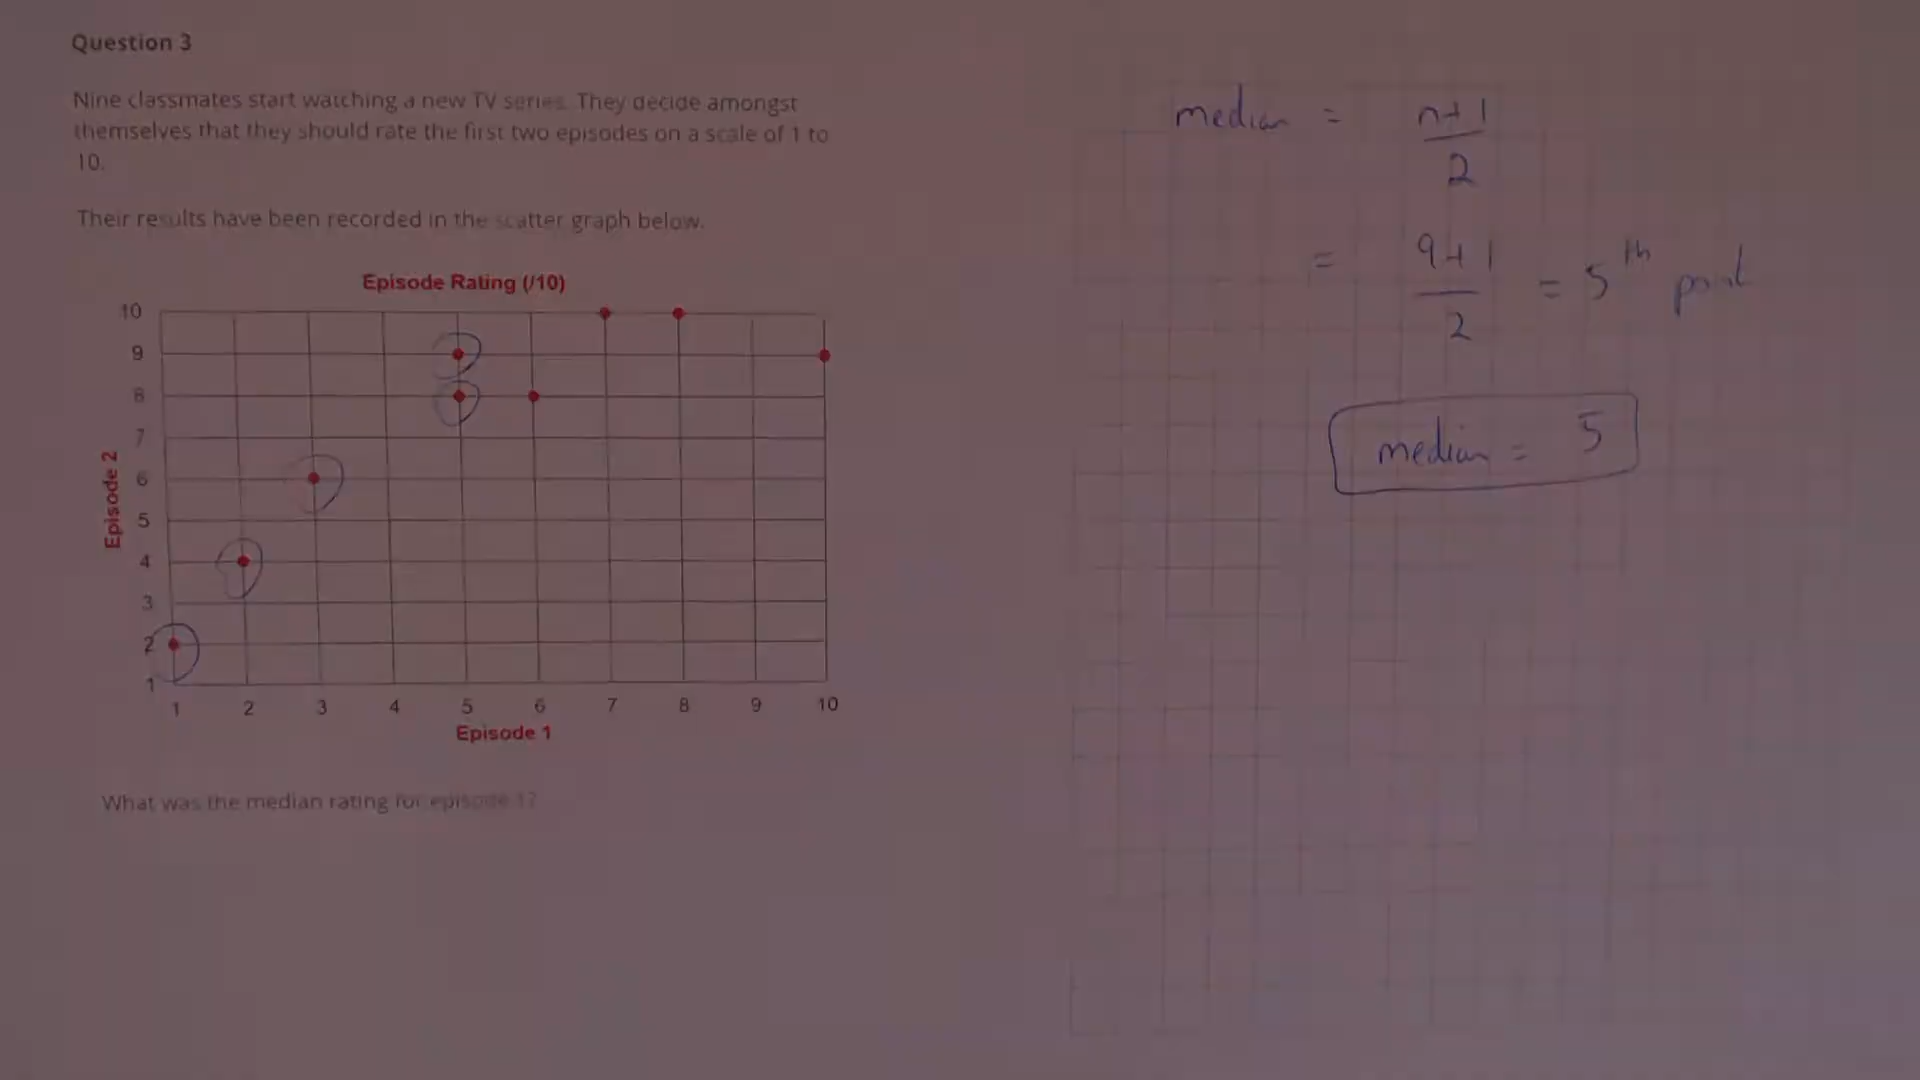 Question 3
Nine classmates start watching a new TV series. They decide amongst
themselves that they should rate the first two episodes on a scale of 1 to
10.
Their results have been recorded in the scatter graph below.
Episode Rating (/10)
10
9
8
7
6
5
4
3
2
1
Episode 2
1 2 3 4 5 6 7 8 9 10
Episode 1
What was the median rating for episode 1?
median = n+1
2
= 9+1
2
= 5th point
median = 5